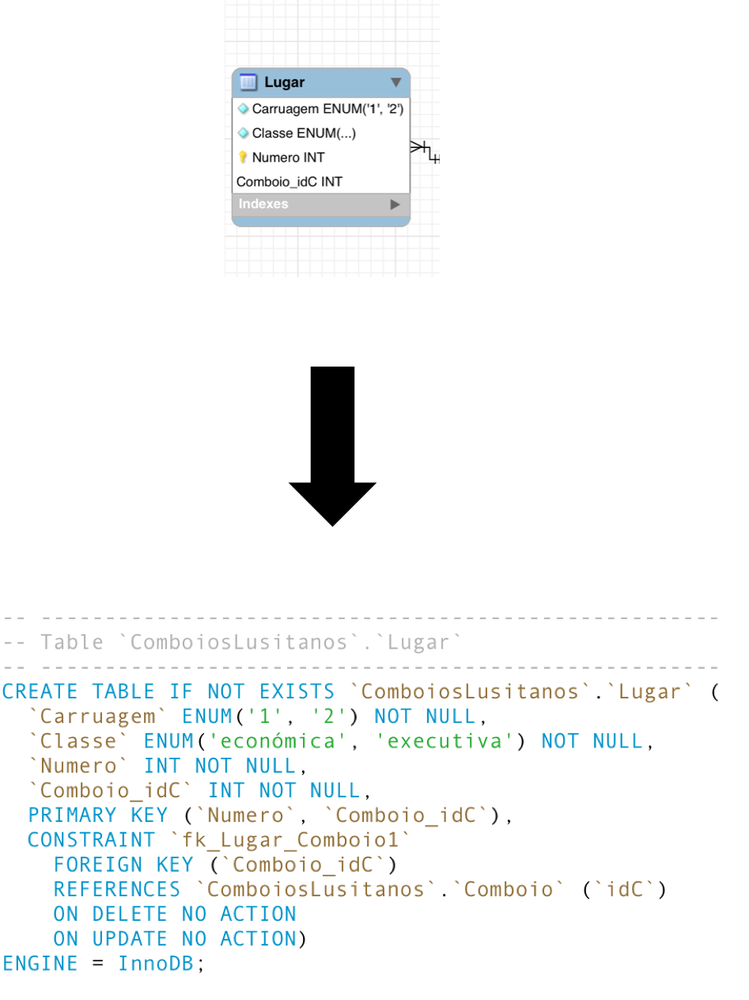 Lugar
Carruagem ENUM('1', '2')
Classe ENUM(...)
Numero INT
Comboio_idC INT
Indexes
-- -----------------------------------------------------
-- Table `ComboiosLusitanos`.`Lugar`
-- -----------------------------------------------------
CREATE TABLE IF NOT EXISTS `ComboiosLusitanos`.`Lugar` (
  `Carruagem` ENUM('1', '2') NOT NULL,
  `Classe` ENUM('económica', 'executiva') NOT NULL,
  `Numero` INT NOT NULL,
  `Comboio_idC` INT NOT NULL,
  PRIMARY KEY (`Numero`, `Comboio_idC`),
  CONSTRAINT `fk_Lugar_Comboio1`
    FOREIGN KEY (`Comboio_idC`)
    REFERENCES `ComboiosLusitanos`.`Comboio` (`idC`)
    ON DELETE NO ACTION
    ON UPDATE NO ACTION)
ENGINE = InnoDB;